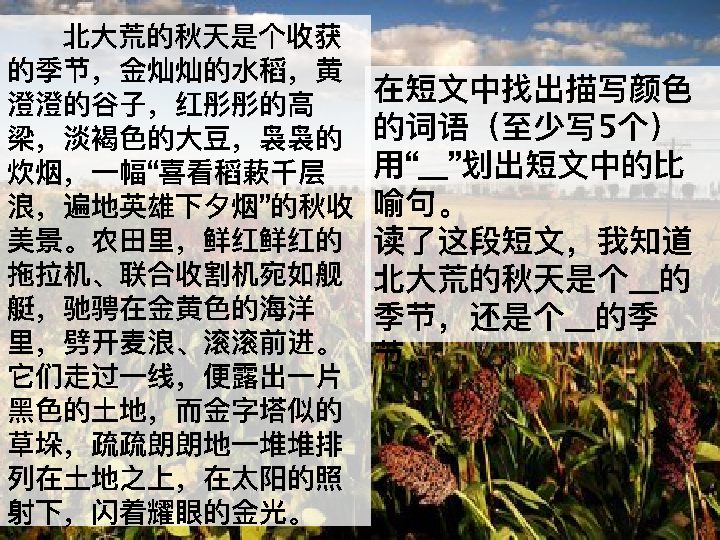 北大荒的秋天是个收获
的季节，金灿灿的水稻，黄
澄澄的谷子，红彤彤的高
粱，淡褐色的大豆，袅袅的
炊烟，一幅“喜看稻菽千层
浪，遍地英雄下夕烟”的秋收
美景。农田里，鲜红鲜红的
拖拉机、联合收割机宛如舰
艇，驰骋在金黄色的海洋
里，劈开麦浪、滚滚前进。
它们走过一线，便露出一片
黑色的土地，而金字塔似的
草垛，疏疏朗朗地一堆堆排
列在土地之上，在太阳的照
射下，闪着耀眼的金光。
在短文中找出描写颜色
的词语（至少写5个）
用“__”划出短文中的比
喻句。
读了这段短文，我知道
北大荒的秋天是个__的
季节，还是个__的季
节